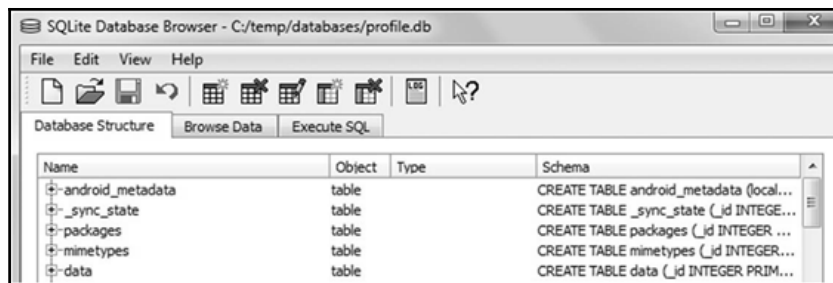 SQLite Database Browser - C:/temp/databases/profile.db
File Edit View Help
LOG
?
Database Structure Browse Data Execute SQL
Name Object Type Schema
android_metadata table CREATE TABLE android_metadata (local...
_sync_state table CREATE TABLE _sync_state (_id INTEGE...
packages table CREATE TABLE packages (_id INTEGER ...
mimetypes table CREATE TABLE mimetypes (_id INTEGER...
data table CREATE TABLE data (_id INTEGER PRIM...